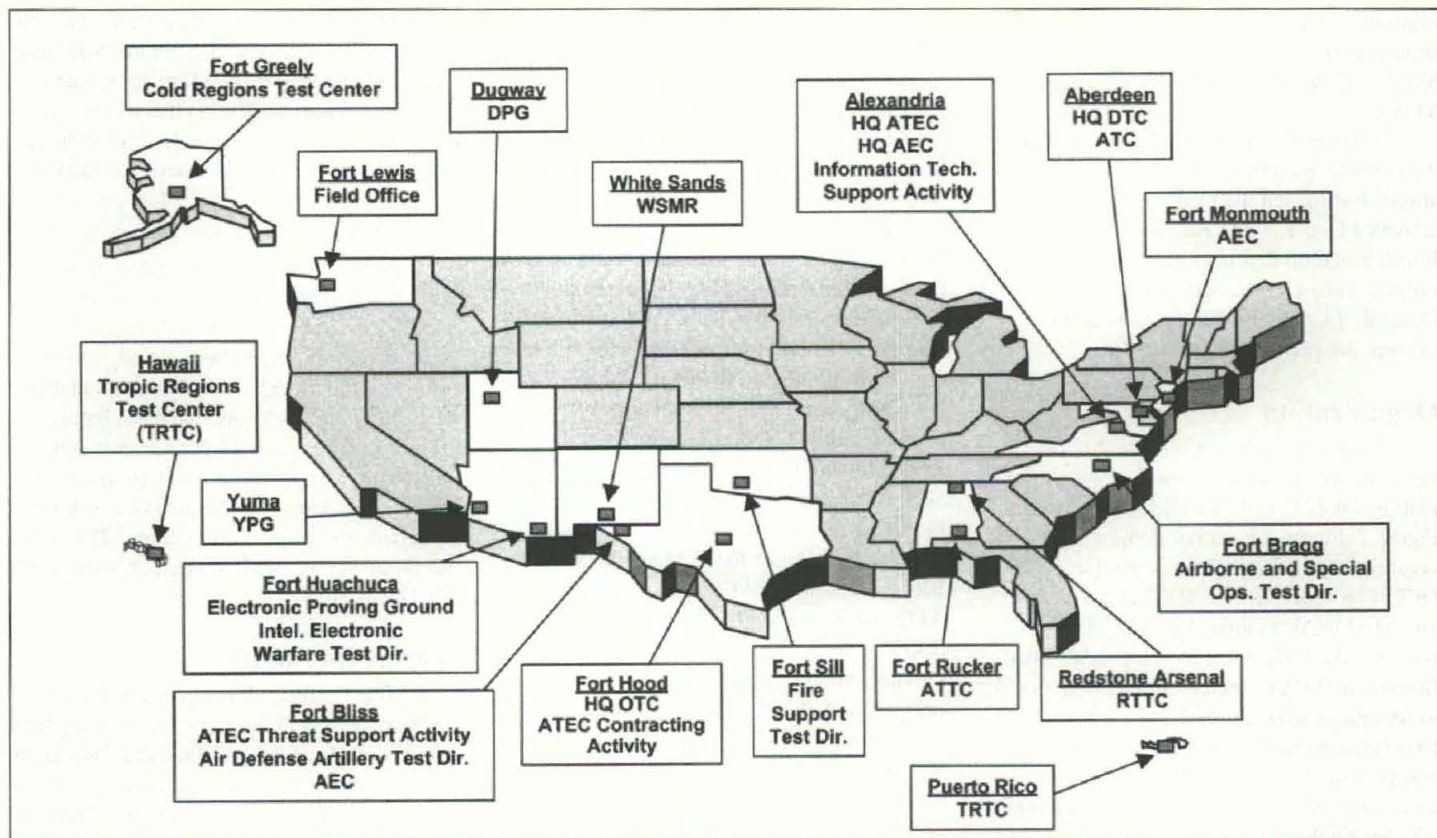 Fort Greely
Cold Regions Test Center
Dugway
DPG
Alexandria
HQ ATEC
HQ AEC
Information Tech.
Support Activity
Aberdeen
HQ DTC
ATC
Fort Lewis
Field Office
White Sands
WSMR
Fort Monmouth
AEC
Hawaii
Tropic Regions
Test Center
(TRTC)
Yuma
YPG
Fort Huachuca
Electronic Proving Ground
Intel. Electronic
Warfare Test Dir.
Fort Bliss
ATEC Threat Support Activity
Air Defense Artillery Test Dir.
AEC
Fort Hood
HQ OTC
ATEC Contracting
Activity
Fort Sill
Fire
Support
Test Dir.
Fort Rucker
ATTC
Redstone Arsenal
RTTC
Fort Bragg
Airborne and Special
Ops. Test Dir.
Puerto Rico
TRTC